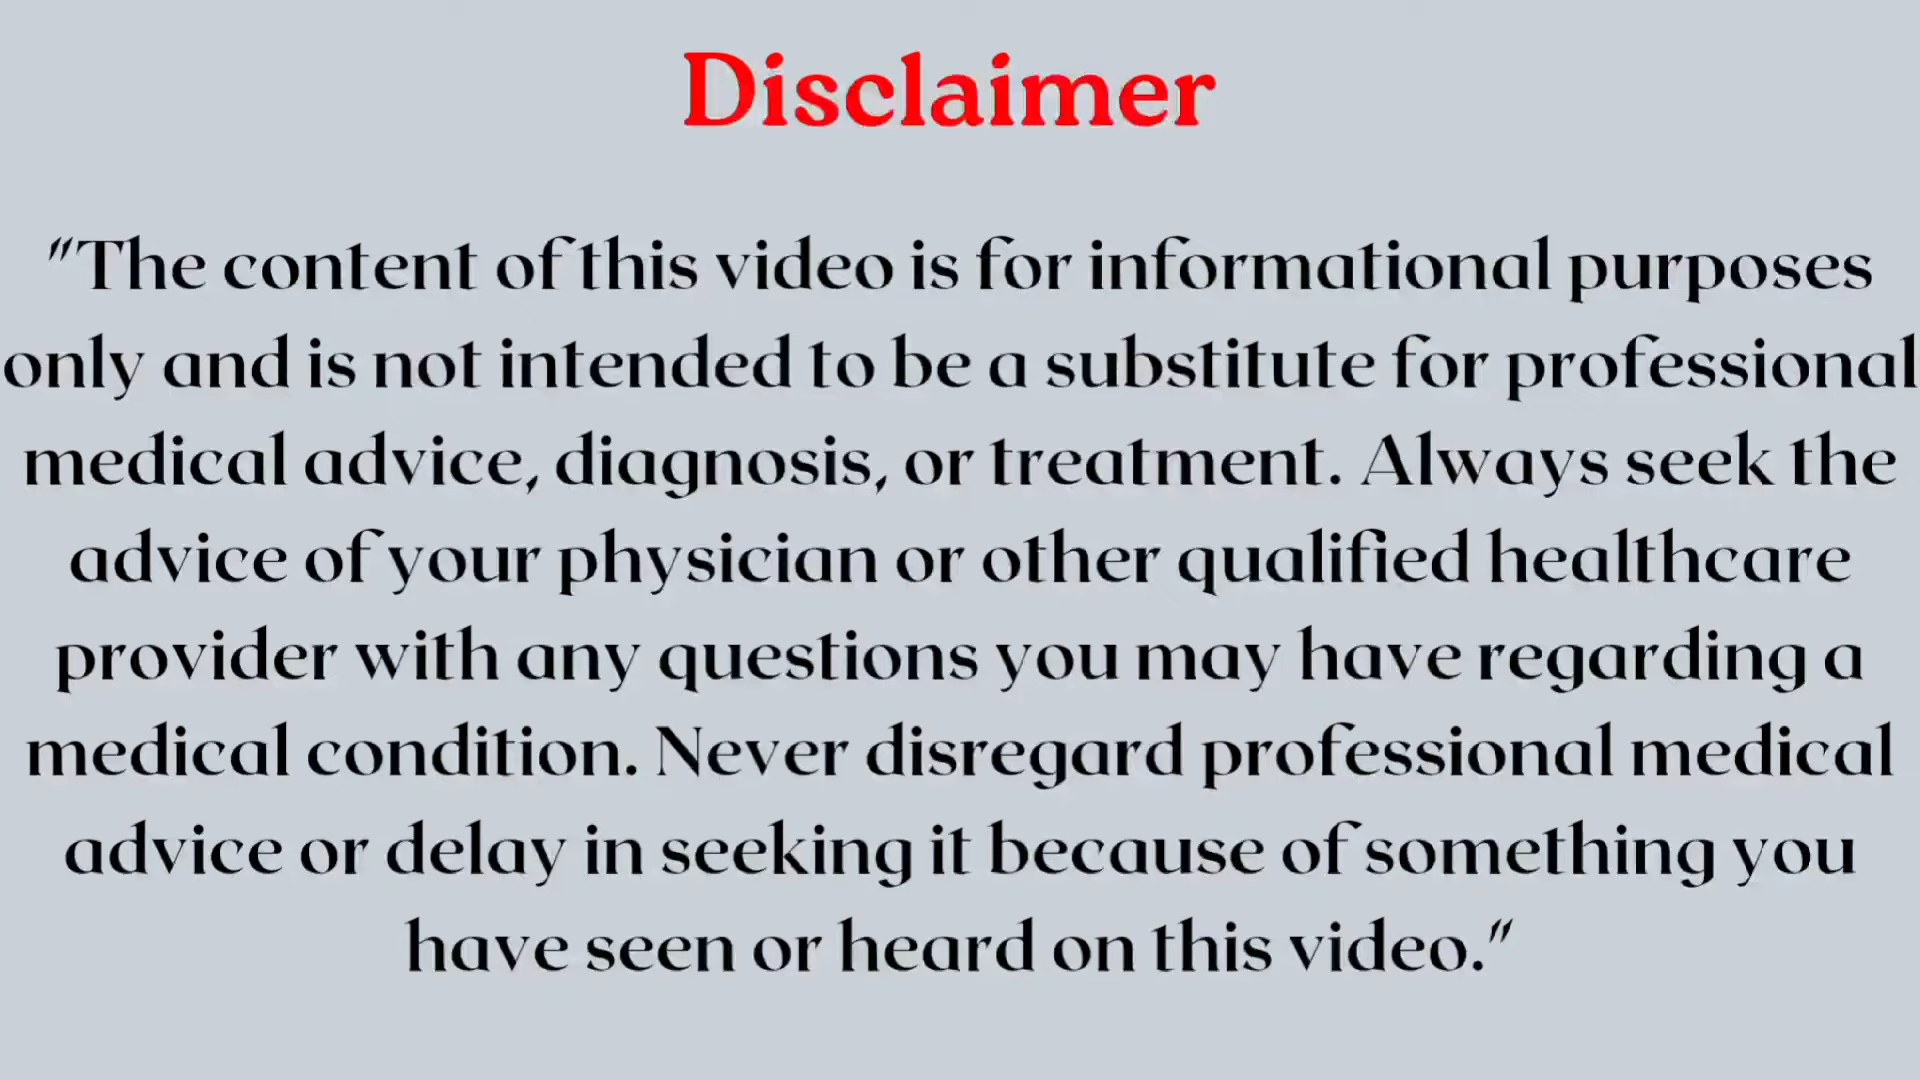 Disclaimer
"The content of this video is for informational purposes
only and is not intended to be a substitute for professional
medical advice, diagnosis, or treatment. Always seek the
advice of your physician or other qualified healthcare
provider with any questions you may have regarding a
medical condition. Never disregard professional medical
advice or delay in seeking it because of something you
have seen or heard on this video."